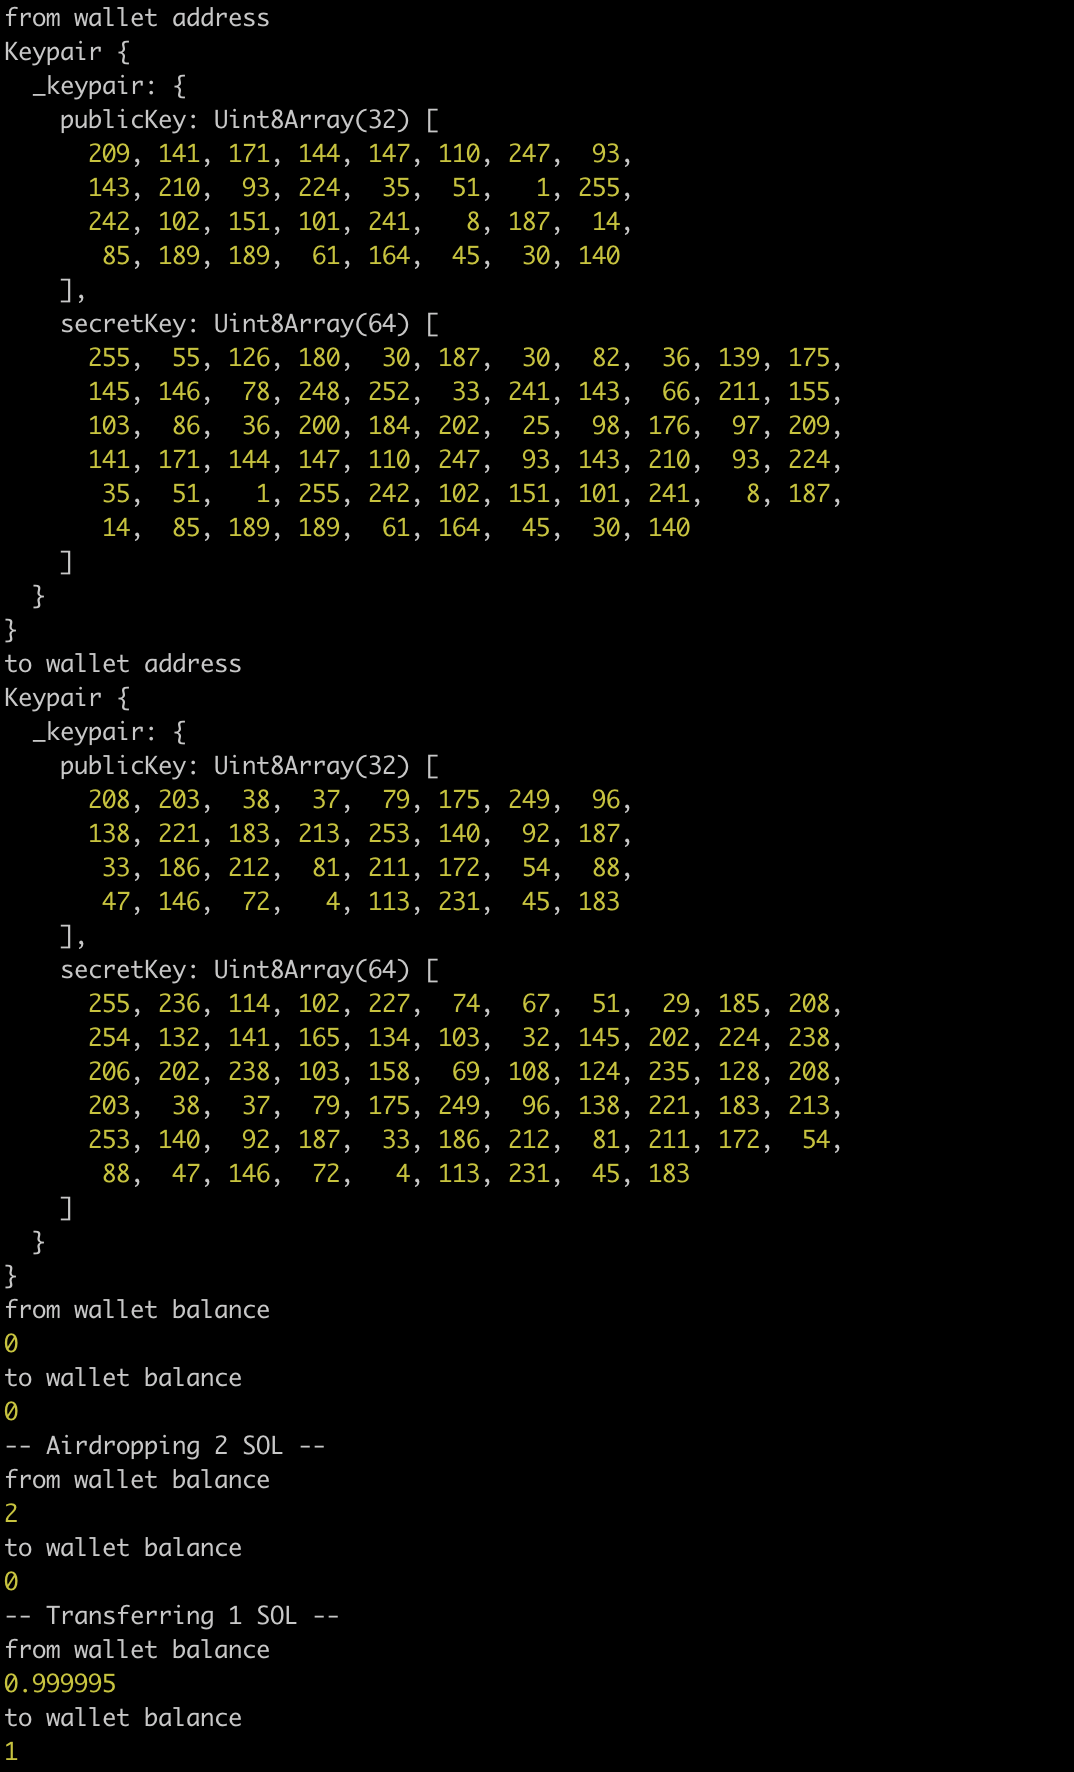 from wallet address
Keypair {
  _keypair: {
    publicKey: Uint8Array(32) [
      209, 141, 171, 144, 147, 110, 247,  93,
      143, 210,  93, 224,  35,  51,   1, 255,
      242, 102, 151, 101, 241,   8, 187,  14,
       85, 189, 189,  61, 164,  45,  30, 140
    ],
    secretKey: Uint8Array(64) [
      255,  55, 126, 180,  30, 187,  30,  82,  36, 139, 175,
      145, 146,  78, 248, 252,  33, 241, 143,  66, 211, 155,
      103,  86,  36, 200, 184, 202,  25,  98, 176,  97, 209,
      141, 171, 144, 147, 110, 247,  93, 143, 210,  93, 224,
       35,  51,   1, 255, 242, 102, 151, 101, 241,   8, 187,
       14,  85, 189, 189,  61, 164,  45,  30, 140
    ]
  }
}
to wallet address
Keypair {
  _keypair: {
    publicKey: Uint8Array(32) [
      208, 203,  38,  37,  79, 175, 249,  96,
      138, 221, 183, 213, 253, 140,  92, 187,
       33, 186, 212,  81, 211, 172,  54,  88,
       47, 146,  72,   4, 113, 231,  45, 183
    ],
    secretKey: Uint8Array(64) [
      255, 236, 114, 102, 227,  74,  67,  51,  29, 185, 208,
      254, 132, 141, 165, 134, 103,  32, 145, 202, 224, 238,
      206, 202, 238, 103, 158,  69, 108, 124, 235, 128, 208,
      203,  38,  37,  79, 175, 249,  96, 138, 221, 183, 213,
      253, 140,  92, 187,  33, 186, 212,  81, 211, 172,  54,
       88,  47, 146,  72,   4, 113, 231,  45, 183
    ]
  }
}
from wallet balance
0
to wallet balance
0
-- Airdropping 2 SOL --
from wallet balance
2
to wallet balance
0
-- Transferring 1 SOL --
from wallet balance
0.999995
to wallet balance
1